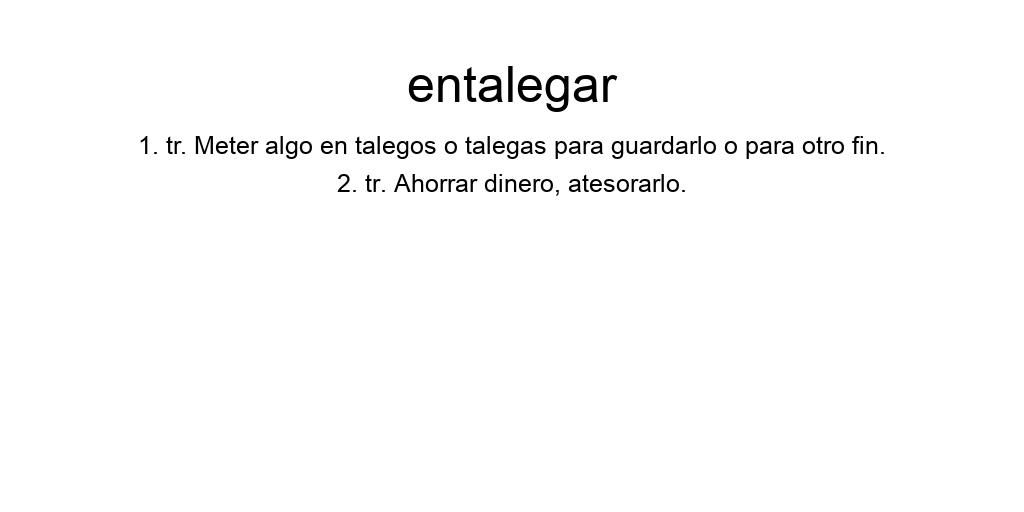 entalegar
1. tr. Meter algo en talegos o talegas para guardarlo o para otro fin.
2. tr. Ahorrar dinero, atesorarlo.